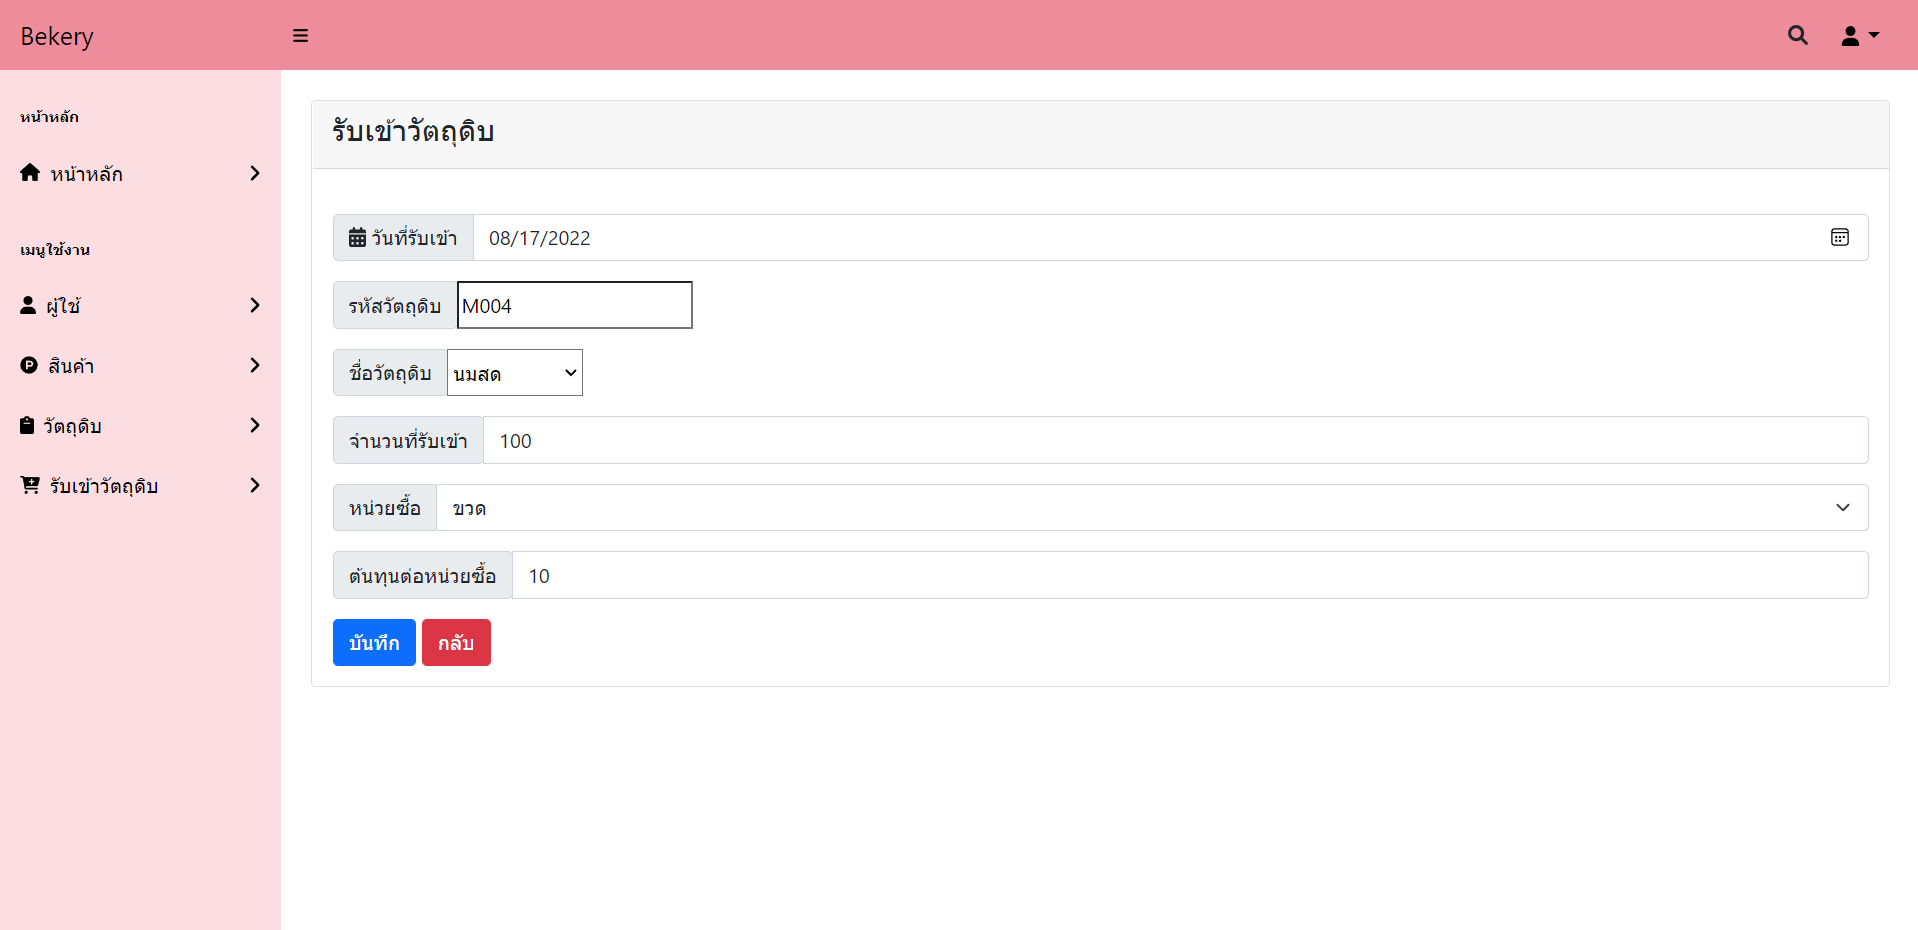 Bekery
หน้าหลัก
หน้าหลัก
เมนูใช้งาน
ผู้ใช้
สินค้า
วัตถุดิบ
รับเข้าวัตถุดิบ
รับเข้าวัตถุดิบ
วันที่รับเข้า 08/17/2022
รหัสวัตถุดิบ M004
ชื่อวัตถุดิบ นมสด
จำนวนที่รับเข้า 100
หน่วยซื้อ ขวด
ต้นทุนต่อหน่วยซื้อ 10
บันทึก กลับ